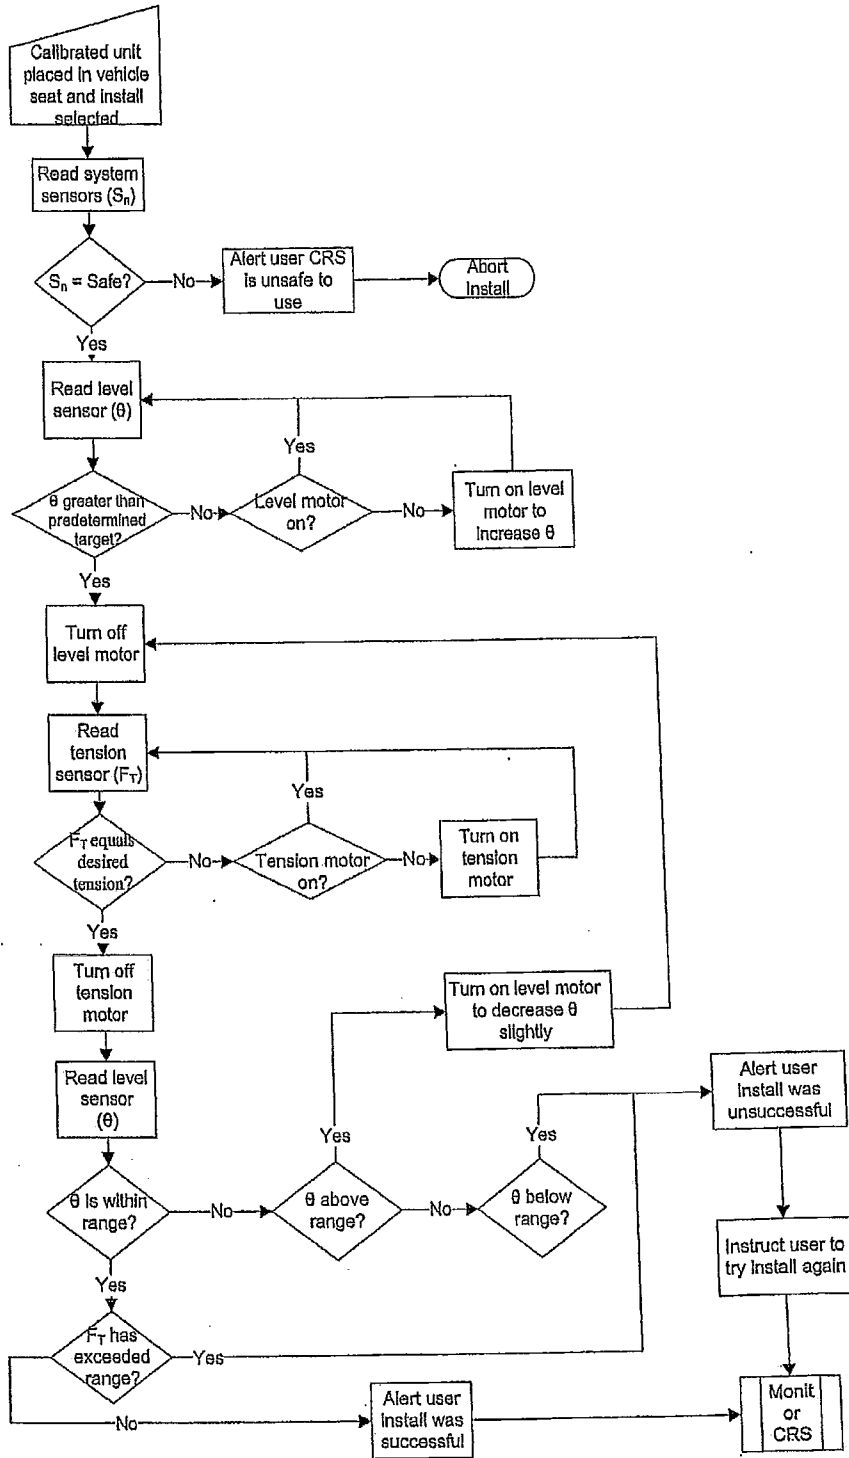 Calibrated unit
placed in vehicle
seat and install
selected
Read system
sensors (Sn)
Sn = Safe?
No
Alert user CRS
is unsafe to
use
Abort
Install
Yes
Read level
sensor (θ)
θ greater than
predetermined
target?
No
Level motor
on?
Yes
No
Turn on level
motor to
increase θ
Yes
Turn off
level motor
Read
tension
sensor (FT)
FT equals
desired
tension?
No
Tension motor
on?
Yes
No
Turn on
tension
motor
Yes
Turn off
tension
motor
Read level
sensor
(θ)
θ is within
range?
No
θ above
range?
Yes
Turn on level motor
to decrease θ
slightly
No
θ below
range?
Yes
Alert user
install was
unsuccessful
Instruct user to
try install again
Yes
FT has
exceeded
range?
Yes
No
Alert user
install was
successful
Monit
or
CRS